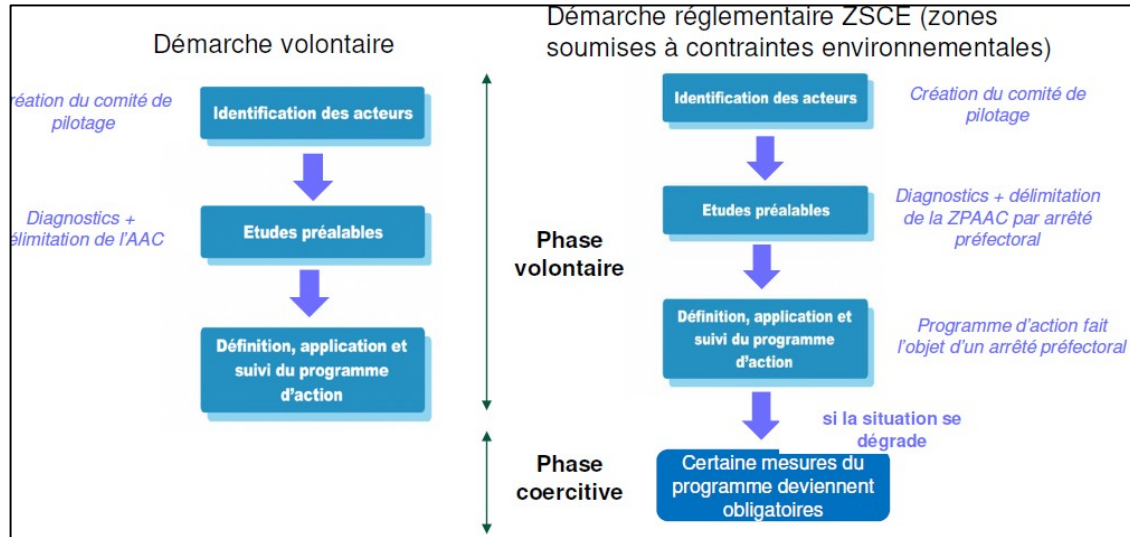 Démarche volontaire
réation du comité de
pilotage
Identification des acteurs
Diagnostics +
élimitation de l'AAC
Etudes préalables
Définition, application et
suivi du programme
d'action
Phase
volontaire
Phase
coercitive
Démarche réglementaire ZSCE (zones
soumises à contraintes environnementales)
Identification des acteurs
Création du comité de
pilotage
Etudes préalables
Diagnostics + délimitation
de la ZPAAC par arrêté
préfectoral
Définition, application et
suivi du programme
d'action
Programme d'action fait
l'objet d'un arrêté préfectoral
si la situation se
dégrade
Certaine mesures du
programme deviennent
obligatoires